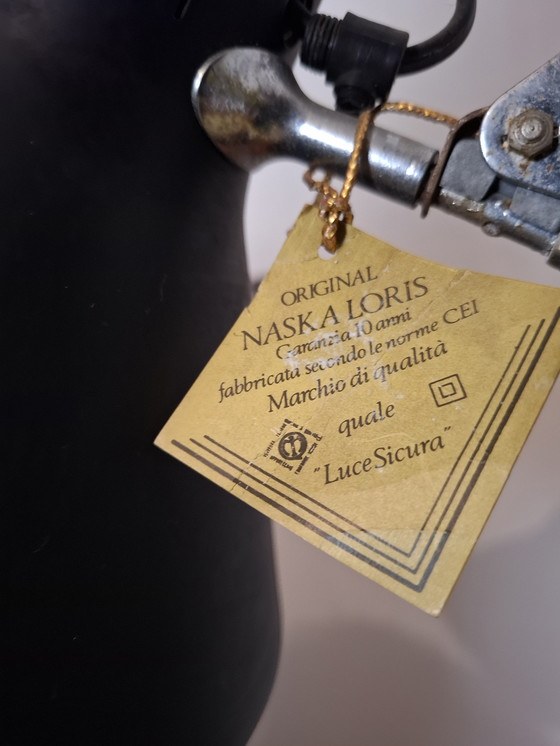 ORIGINAL
NASKA LORIS
Garanzia 10 anni
fabbricata secondo le norme CEI
Marchio di qualità
quale
"Luce Sicura"